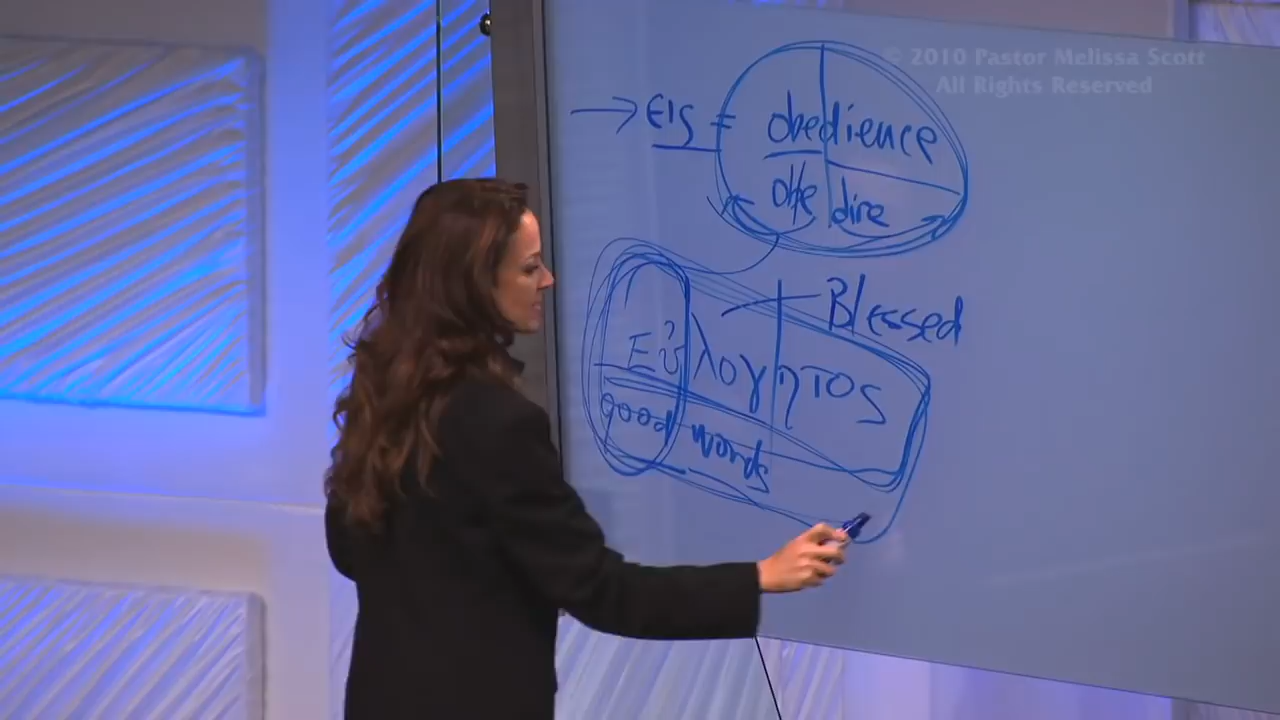 © 2010 Pastor Melissa Scott
All Rights Reserved
→ εις = obedience
obe dire
Blessed
Εὐλογητος
good words